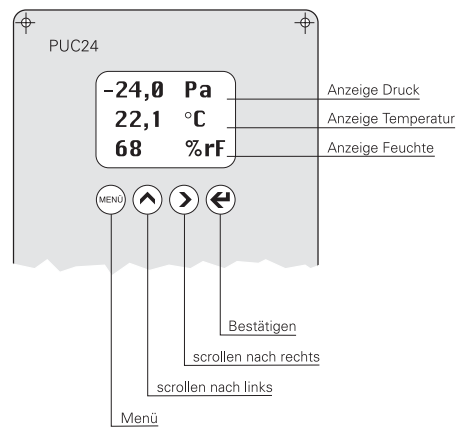 PUC24
-24,0 Pa
Anzeige Druck
22,1 °C
Anzeige Temperatur
68 %rF
Anzeige Feuchte
MENÜ
Bestätigen
scrollen nach rechts
scrollen nach links
Menü